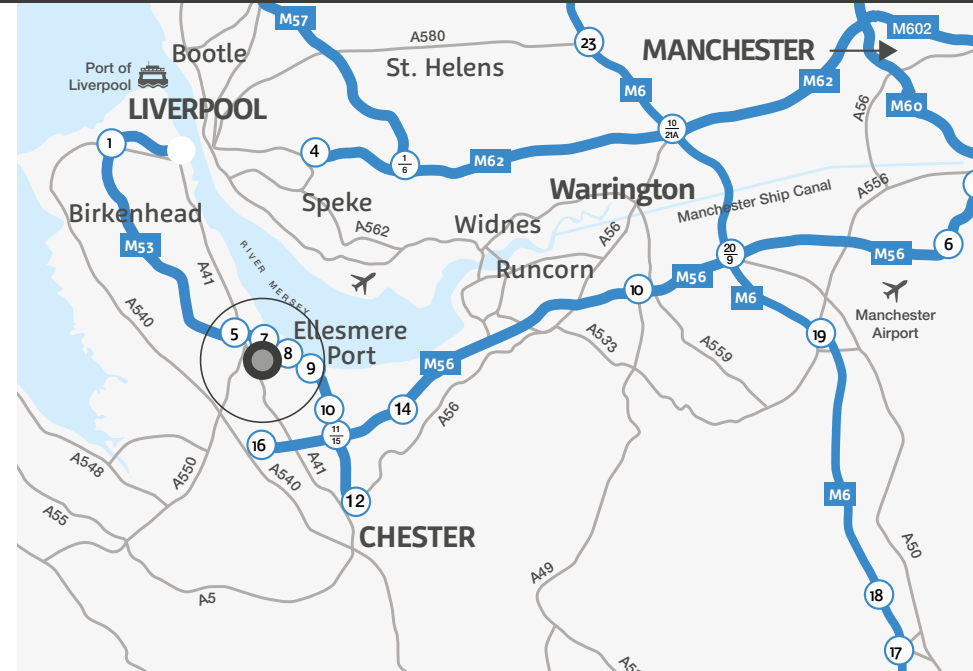 M57
M602
A580
23
MANCHESTER
Bootle
St. Helens
Port of
Liverpool
M62
M6
LIVERPOOL
M60
A56
10
21A
1
4
1
6
M62
Warrington
A556
Speke
Manchester Ship Canal
Birkenhead
A562
Widnes
A56
M53
RIVER MERSEY
20
9
6
M56
A41
Runcorn
M56
10
M6
A540
Manchester
Airport
Ellesmere
Port
5
7
8
9
A533
A559
19
M56
10
14
A56
11
15
16
A41
A548
A550
A540
12
M6
A55
CHESTER
A50
A49
A5
18
17